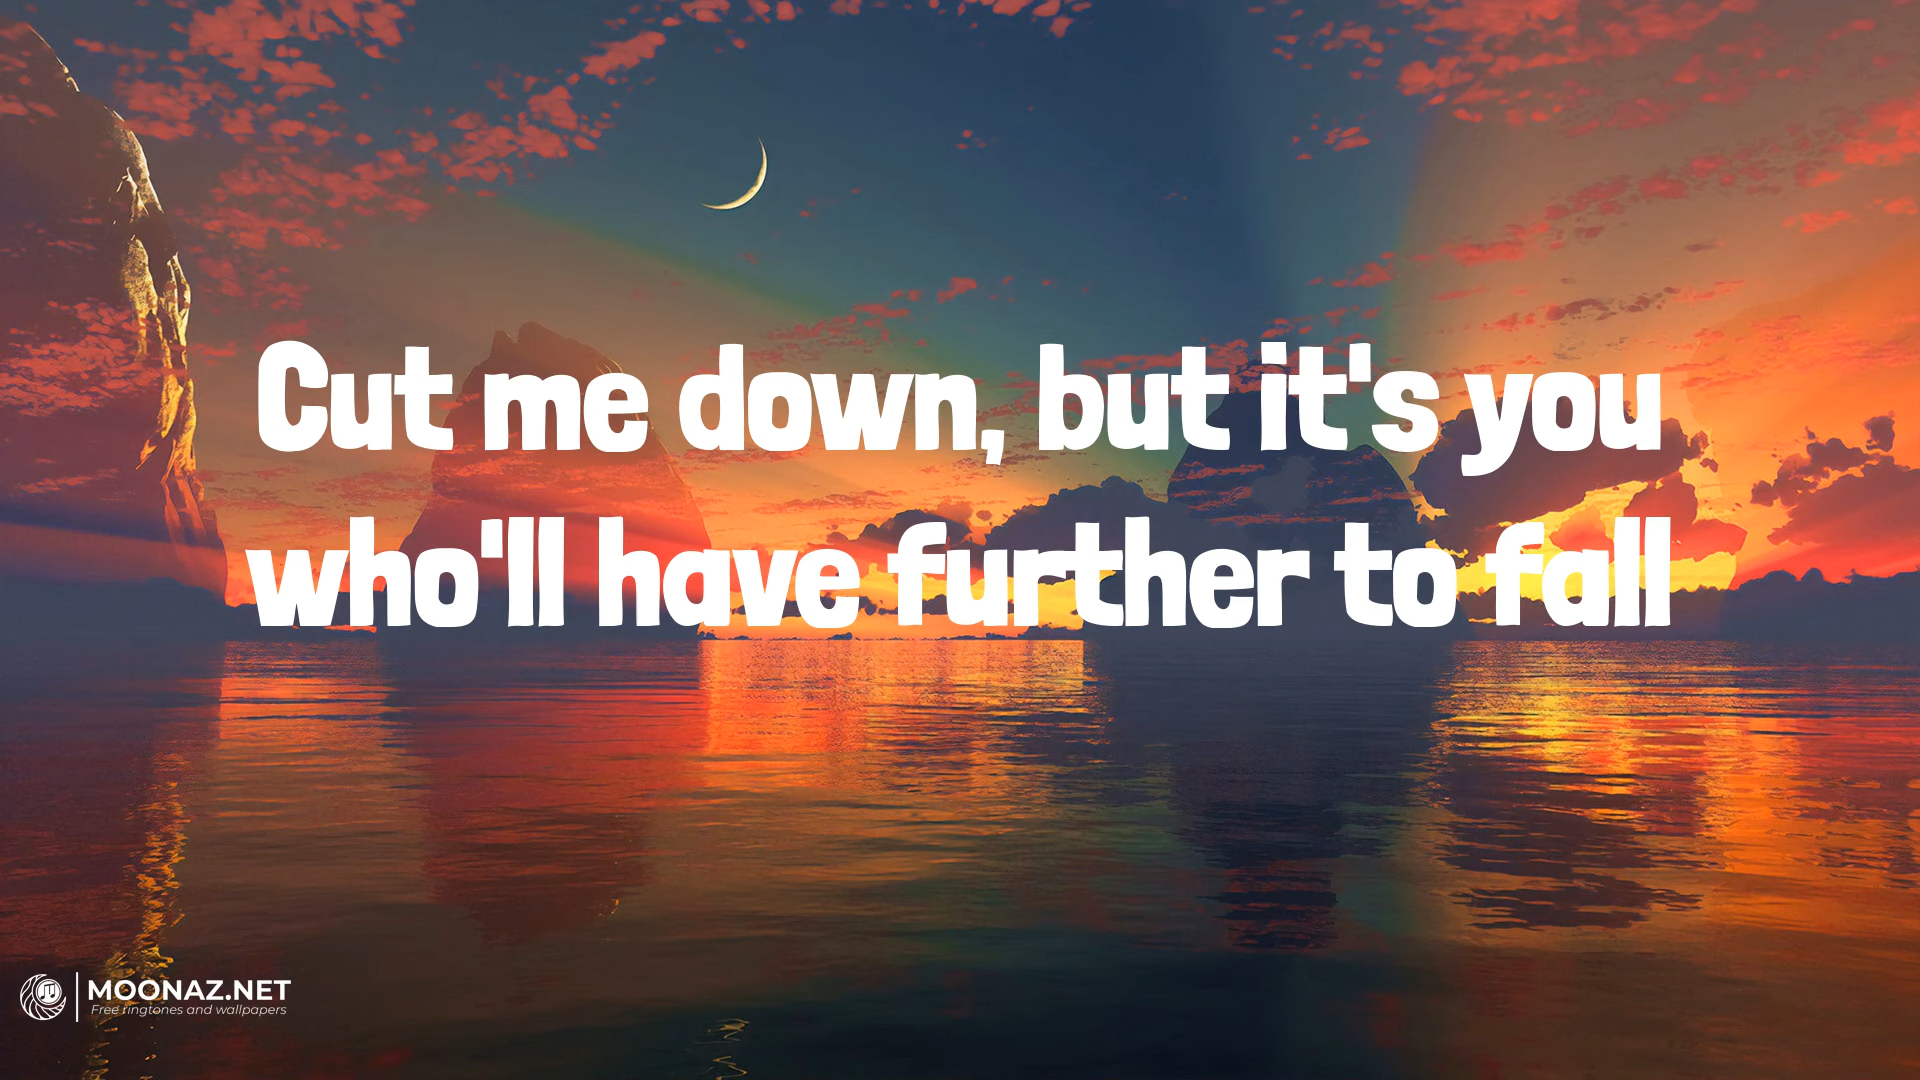 Cut me down, but it's you
who'll have further to fall
MOONAZ.NET
Free ringtones and wallpapers